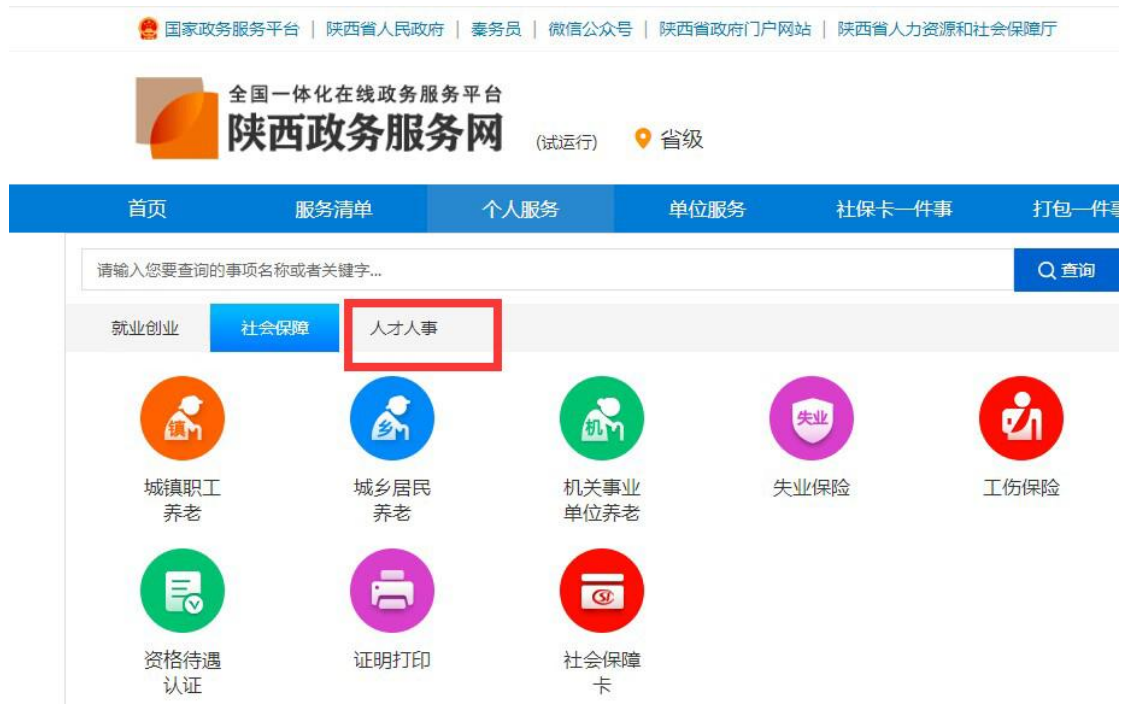 国家政务服务平台 | 陕西省人民政府 | 秦务员 | 微信公众号 | 陕西省政府门户网站 | 陕西省人力资源和社会保障厅
全国一体化在线政务服务平台
陕西政务服务网 (试运行) 省级
首页 服务清单 个人服务 单位服务 社保卡一件事 打包一件事
请输入您要查询的事项名称或者关键字... 查询
就业创业 社会保障 人才人事
镇 乡 机 失业
城镇职工 城乡居民 机关事业 失业保险 工伤保险
养老 养老 单位养老
资格待遇 证明打印 社会保障
认证 卡